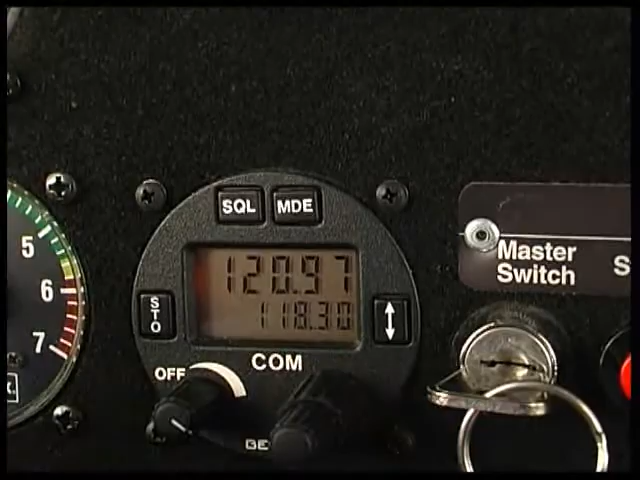 SQL MDE
5
6
7
120.97
118.30
STO
OFF
COM
Master
Switch
S